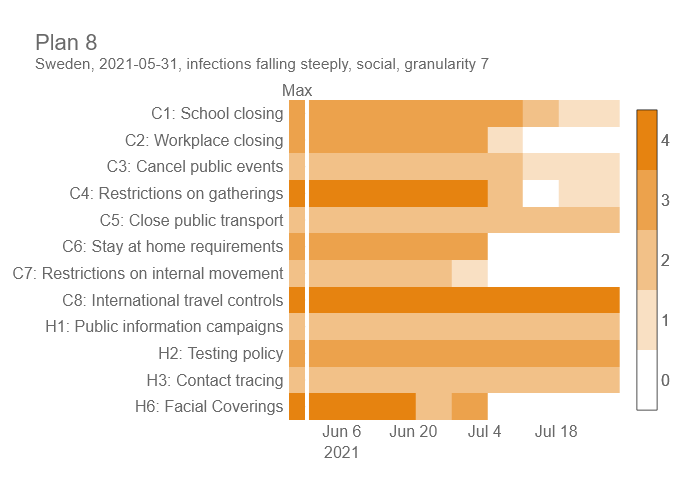 Plan 8
Sweden, 2021-05-31, infections falling steeply, social, granularity 7
Max
C1: School closing
C2: Workplace closing
C3: Cancel public events
C4: Restrictions on gatherings
C5: Close public transport
C6: Stay at home requirements
C7: Restrictions on internal movement
C8: International travel controls
H1: Public information campaigns
H2: Testing policy
H3: Contact tracing
H6: Facial Coverings
4
3
2
1
0
Jun 6 Jun 20 Jul 4 Jul 18
2021